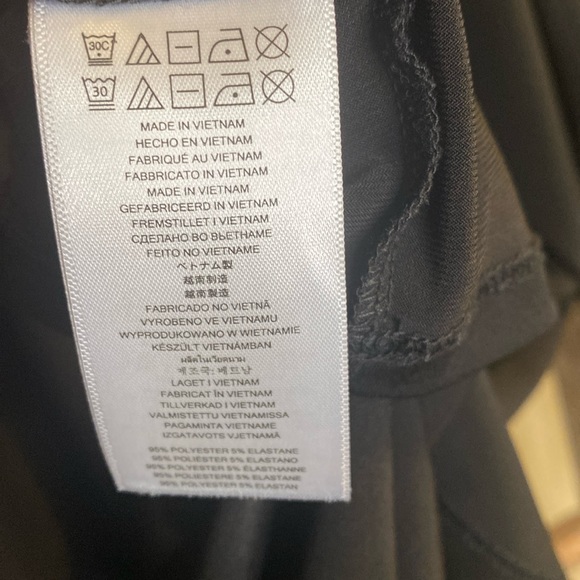 30C
30
MADE IN VIETNAM
HECHO EN VIETNAM
FABRIQUÉ AU VIETNAM
FABBRICATO IN VIETNAM
MADE IN VIETNAM
GEFABRICEERD IN VIETNAM
FREMSTILLET I VIETNAM
СДЕЛАНО ВО ВЬЕТНАМЕ
FEITO NO VIETNAME
ベトナム製
越南制造
越南製造
FABRICADO NO VIETNÃ
VYROBENO VE VIETNAMU
WYPRODUKOWANO W WIETNAMIE
KÉSZÜLT VIETNÁMBAN
ผลิตในเวียดนาม
제조국: 베트남
LAGET I VIETNAM
FABRICAT ÎN VIETNAM
TILLVERKAD I VIETNAM
VALMISTETTU VIETNAMISSA
PAGAMINTA VIETNAME
IZGATAVOTS VJETNAMĀ
95% POLYESTER 5% ELASTANE
95% POLIÉSTER 5% ELASTANO
95% POLYESTER 5% ÉLASTHANNE
95% POLIESTERE 5% ELASTANE
95% POLYESTER 5% ELASTAN